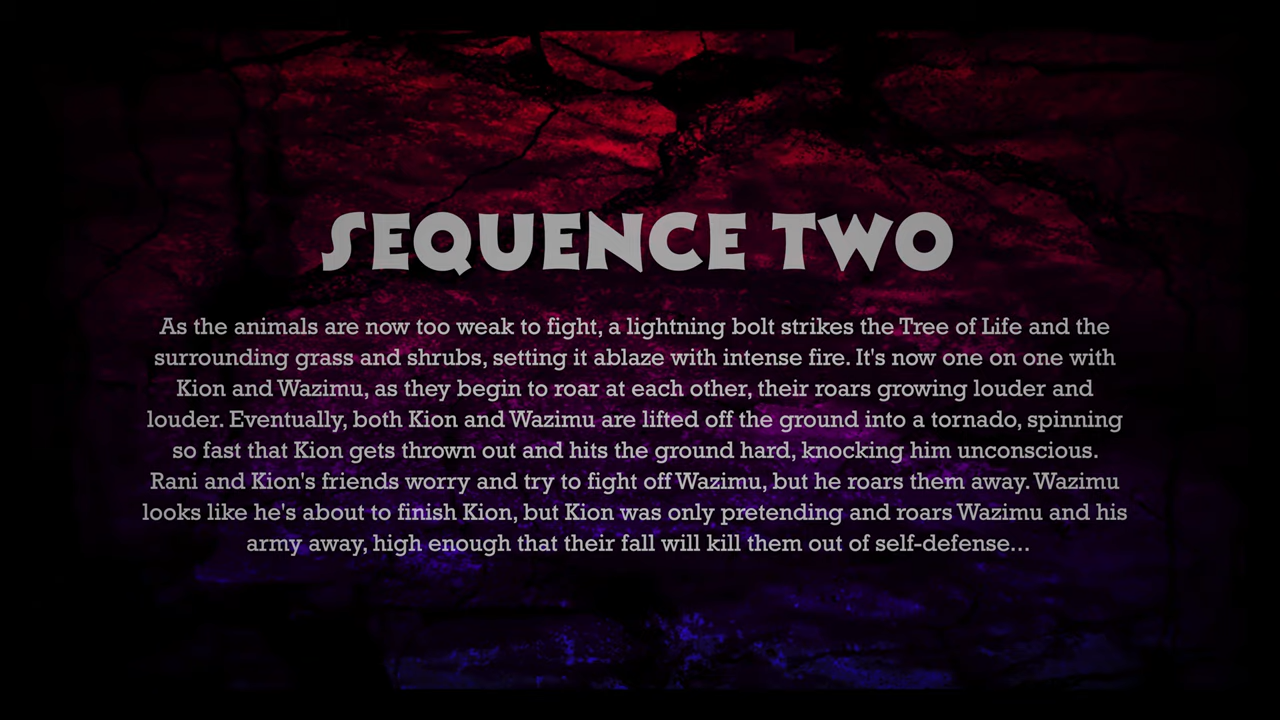 SEQUENCE TWO
As the animals are now too weak to fight, a lightning bolt strikes the Tree of Life and the
surrounding grass and shrubs, setting it ablaze with intense fire. It's now one on one with
Kion and Wazimu, as they begin to roar at each other, their roars growing louder and
louder. Eventually, both Kion and Wazimu are lifted off the ground into a tornado, spinning
so fast that Kion gets thrown out and hits the ground hard, knocking him unconscious.
Rani and Kion's friends worry and try to fight off Wazimu, but he roars them away. Wazimu
looks like he's about to finish Kion, but Kion was only pretending and roars Wazimu and his
army away, high enough that their fall will kill them out of self-defense...